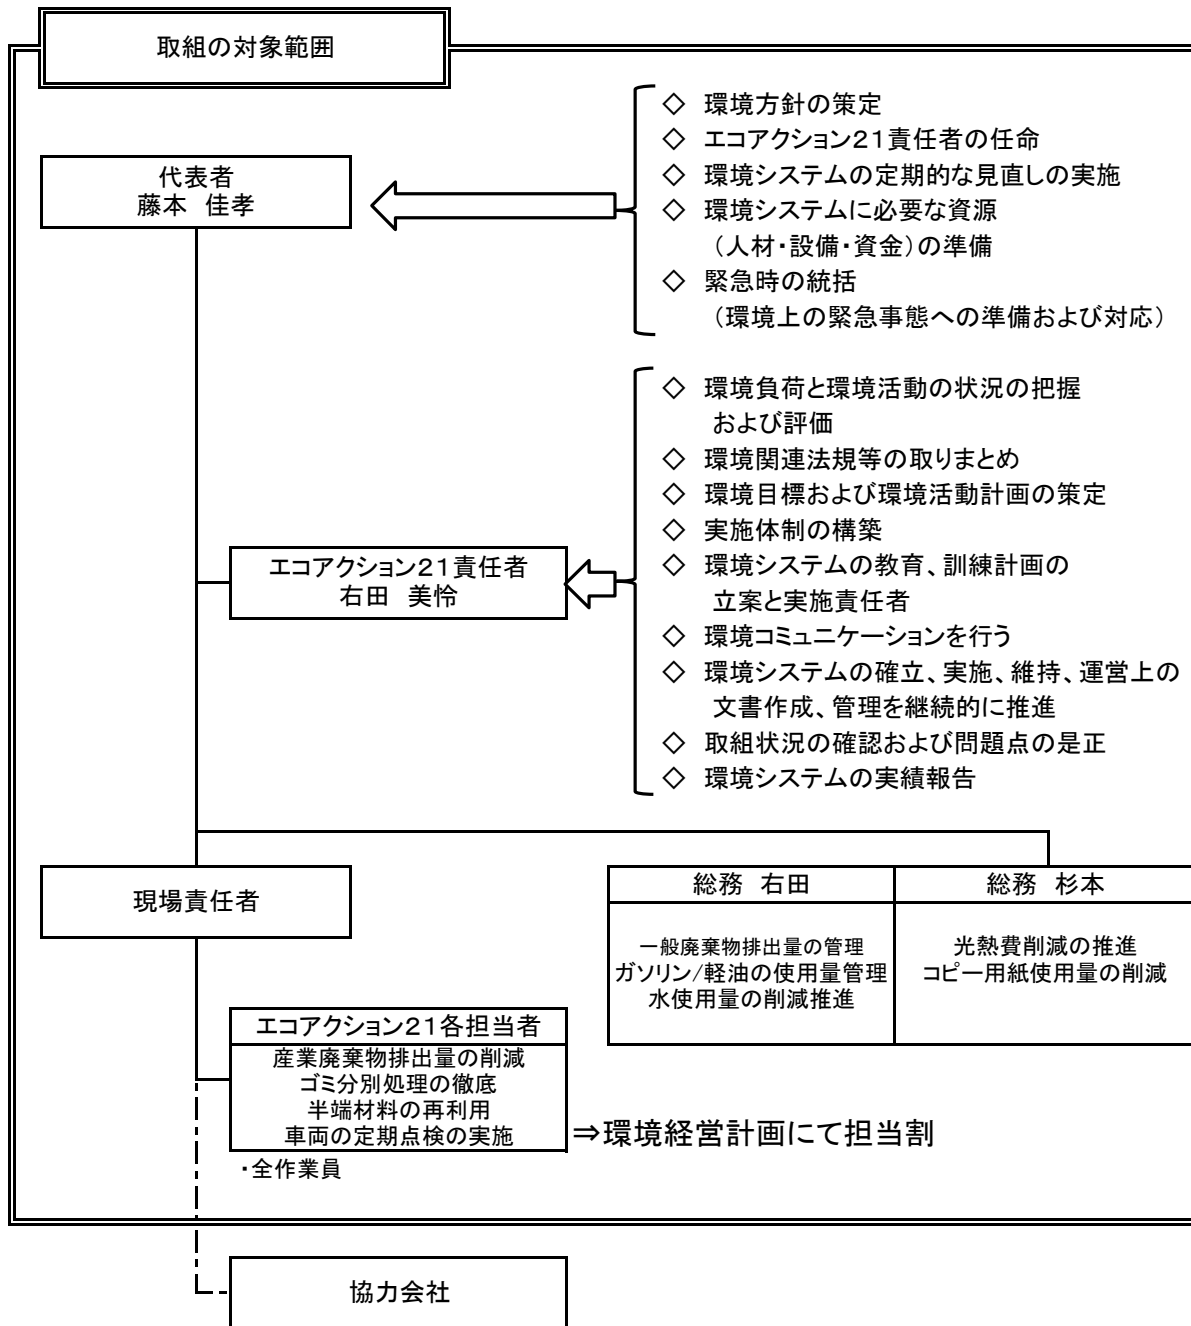 取組の対象範囲
代表者
藤本 佳孝
◇ 環境方針の策定
◇ エコアクション21責任者の任命
◇ 環境システムの定期的な見直しの実施
◇ 環境システムに必要な資源
（人材・設備・資金）の準備
◇ 緊急時の統括
（環境上の緊急事態への準備および対応）
エコアクション21責任者
右田 美怜
◇ 環境負荷と環境活動の状況の把握
および評価
◇ 環境関連法規等の取りまとめ
◇ 環境目標および環境活動計画の策定
◇ 実施体制の構築
◇ 環境システムの教育、訓練計画の
立案と実施責任者
◇ 環境コミュニケーションを行う
◇ 環境システムの確立、実施、維持、運営上の
文書作成、管理を継続的に推進
◇ 取組状況の確認および問題点の是正
◇ 環境システムの実績報告
現場責任者
総務 右田
一般廃棄物排出量の管理
ガソリン/軽油の使用量管理
水使用量の削減推進
総務 杉本
光熱費削減の推進
コピー用紙使用量の削減
エコアクション21各担当者
産業廃棄物排出量の削減
ゴミ分別処理の徹底
半端材料の再利用
車両の定期点検の実施
⇒環境経営計画にて担当割
・全作業員
協力会社